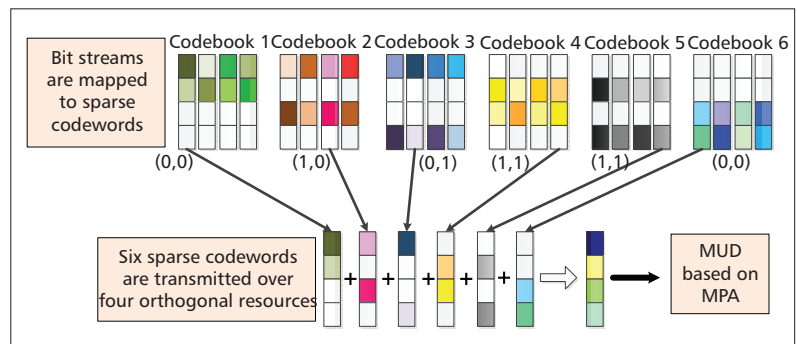 Bit streams
are mapped
to sparse
codewords
Codebook 1 Codebook 2 Codebook 3 Codebook 4 Codebook 5 Codebook 6
(0,0) (1,0) (0,1) (1,1) (1,1) (0,0)
Six sparse codewords
are transmitted over
four orthogonal resources
+ + + + +
MUD
based on
MPA